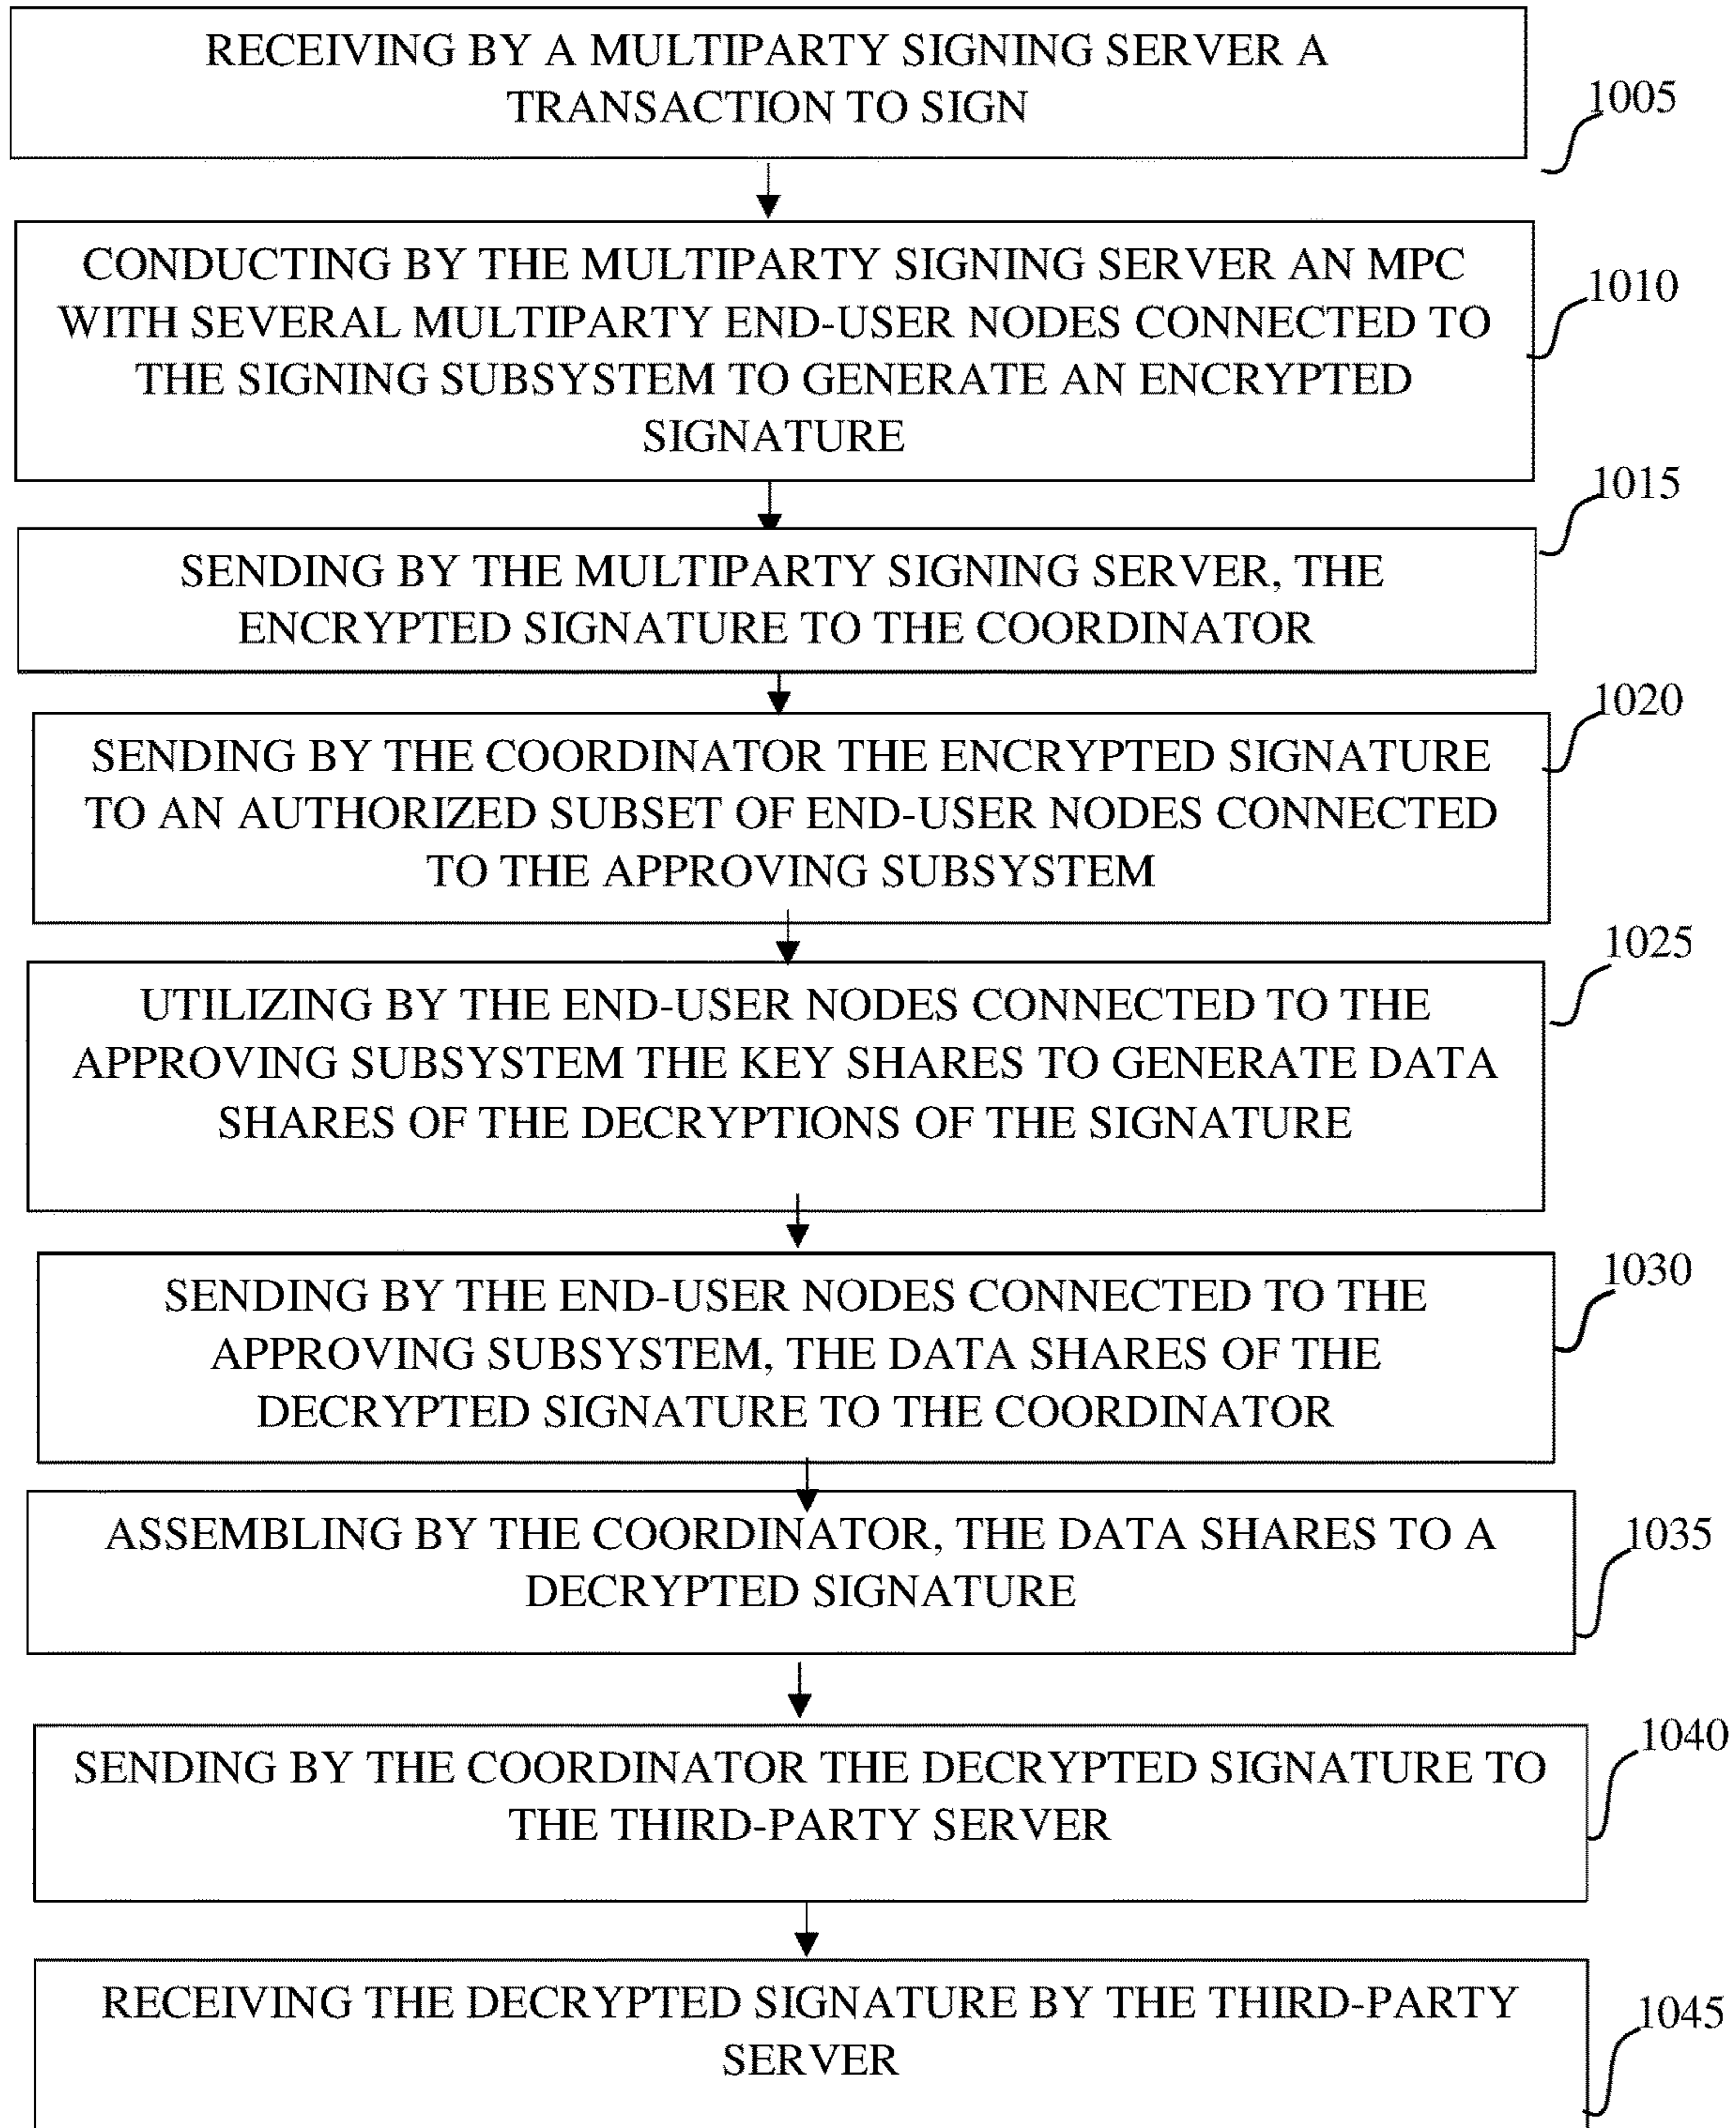 RECEIVING BY A MULTIPARTY SIGNING SERVER A
TRANSACTION TO SIGN
1005
CONDUCTING BY THE MULTIPARTY SIGNING SERVER AN MPC
WITH SEVERAL MULTIPARTY END-USER NODES CONNECTED TO
THE SIGNING SUBSYSTEM TO GENERATE AN ENCRYPTED
SIGNATURE
1010
SENDING BY THE MULTIPARTY SIGNING SERVER, THE
ENCRYPTED SIGNATURE TO THE COORDINATOR
1015
SENDING BY THE COORDINATOR THE ENCRYPTED SIGNATURE
TO AN AUTHORIZED SUBSET OF END-USER NODES CONNECTED
TO THE APPROVING SUBSYSTEM
1020
UTILIZING BY THE END-USER NODES CONNECTED TO THE
APPROVING SUBSYSTEM THE KEY SHARES TO GENERATE DATA
SHARES OF THE DECRYPTIONS OF THE SIGNATURE
1025
SENDING BY THE END-USER NODES CONNECTED TO THE
APPROVING SUBSYSTEM, THE DATA SHARES OF THE
DECRYPTED SIGNATURE TO THE COORDINATOR
1030
ASSEMBLING BY THE COORDINATOR, THE DATA SHARES TO A
DECRYPTED SIGNATURE
1035
SENDING BY THE COORDINATOR THE DECRYPTED SIGNATURE TO
THE THIRD-PARTY SERVER
1040
RECEIVING THE DECRYPTED SIGNATURE BY THE THIRD-PARTY
SERVER
1045